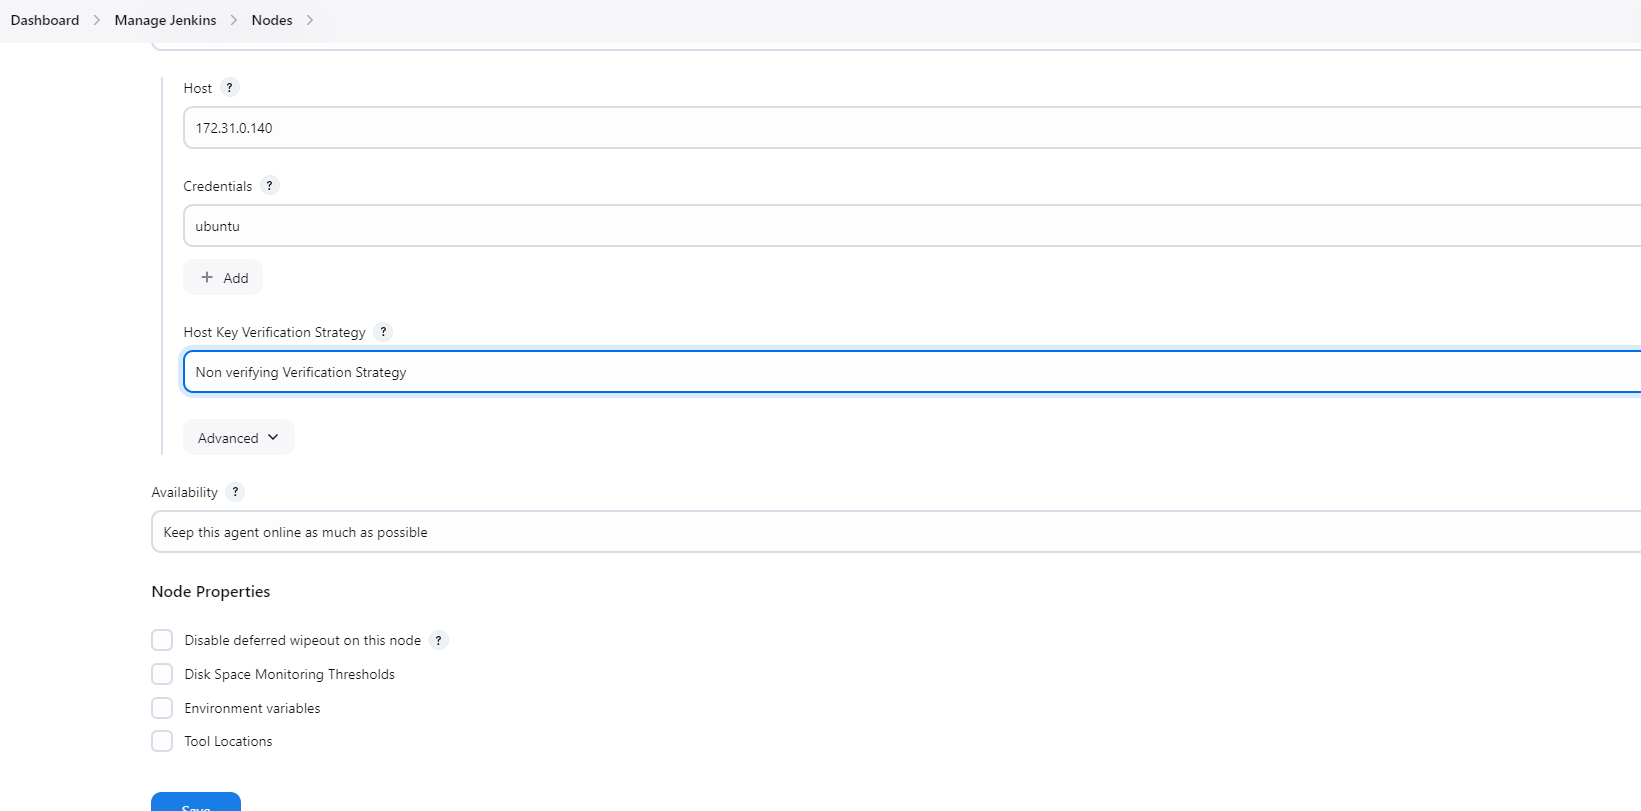 Dashboard > Manage Jenkins > Nodes >
Host ?
172.31.0.140
Credentials ?
ubuntu
+ Add
Host Key Verification Strategy ?
Non verifying Verification Strategy
Advanced
Availability ?
Keep this agent online as much as possible
Node Properties
Disable deferred wipeout on this node ?
Disk Space Monitoring Thresholds
Environment variables
Tool Locations
Save